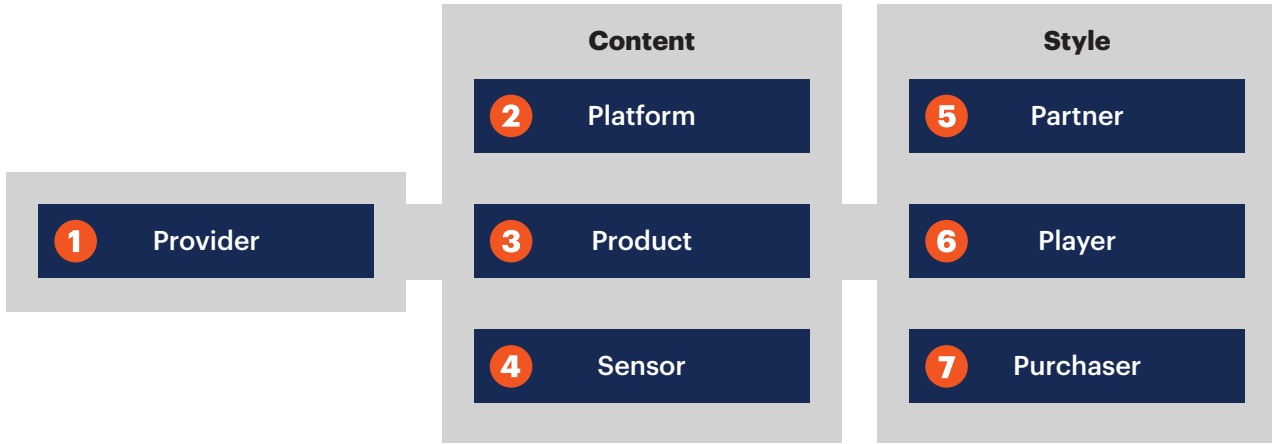 1 Provider
Content
2 Platform
3 Product
4 Sensor
Style
5 Partner
6 Player
7 Purchaser